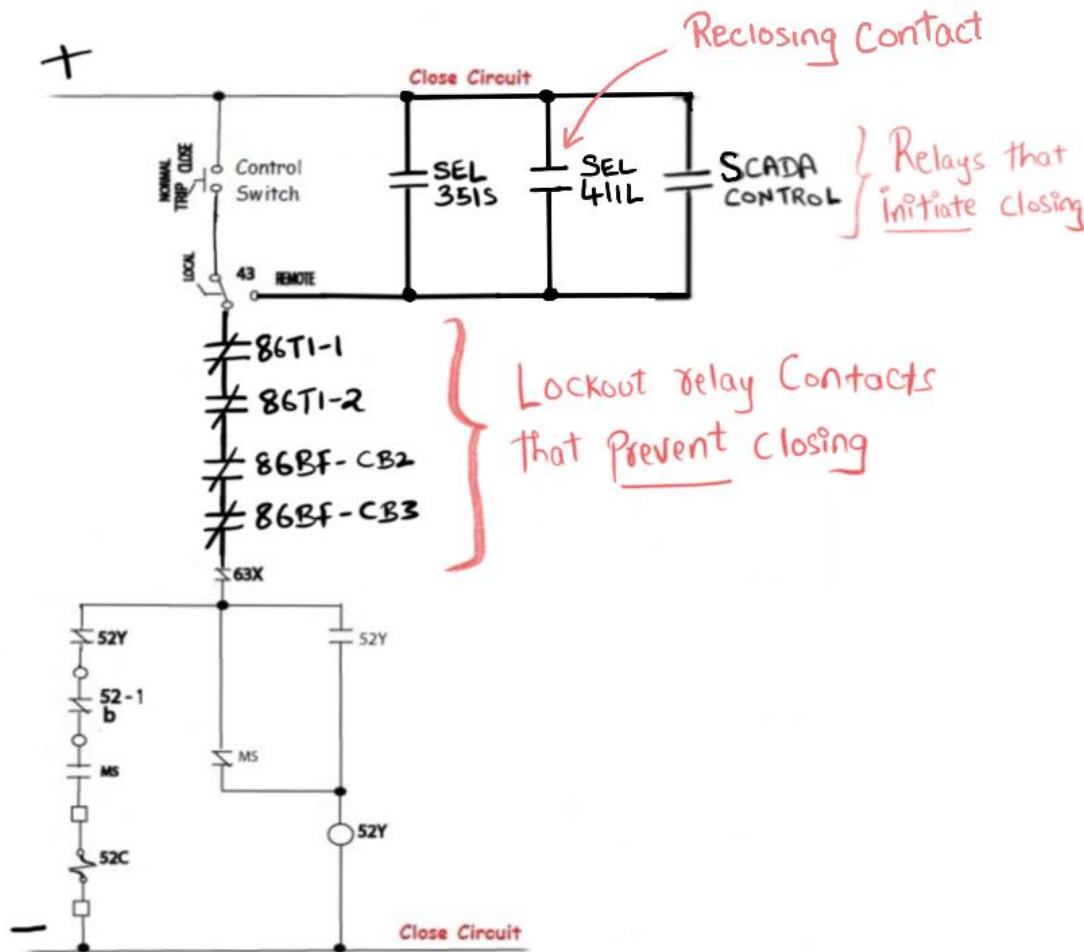 +
Reclosing Contact
Close Circuit
NORMAL
TRIP CLOSE
Control
Switch
SEL
351S
SEL
411L
SCADA
CONTROL
Relays that
initiate closing
LOCAL
43
REMOTE
86T1-1
86T1-2
86BF-CB2
86BF-CB3
Lockout relay Contacts
that prevent closing
63X
52Y
52Y
52-1
b
MS
MS
52Y
52C
-
Close Circuit